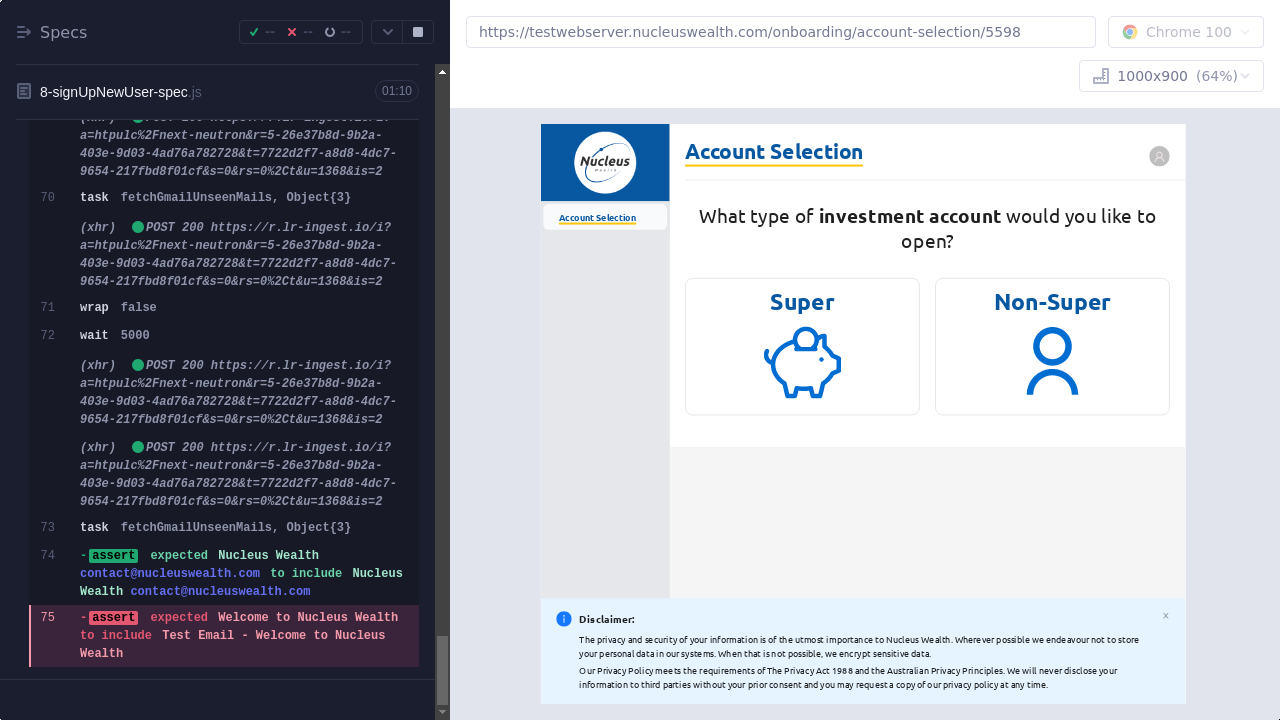 Specs
--
--
--
https://testwebserver.nucleuswealth.com/onboarding/account-selection/5598
Chrome 100
1000x900 (64%)
8-signUpNewUser-spec.js
01:10
a=htpulc%2Fnext-neutron&r=5-26e37b8d-9b2a-
403e-9d03-4ad76a782728&t=7722d2f7-a8d8-4dc7-
9654-217fbd8f01cf&s=0&rs=0%2Ct&u=1368&is=2
70 task fetchGmailUnseenMails, Object{3}
(xhr) POST 200 https://r.lr-ingest.io/i?
a=htpulc%2Fnext-neutron&r=5-26e37b8d-9b2a-
403e-9d03-4ad76a782728&t=7722d2f7-a8d8-4dc7-
9654-217fbd8f01cf&s=0&rs=0%2Ct&u=1368&is=2
71 wrap false
72 wait 5000
(xhr) POST 200 https://r.lr-ingest.io/i?
a=htpulc%2Fnext-neutron&r=5-26e37b8d-9b2a-
403e-9d03-4ad76a782728&t=7722d2f7-a8d8-4dc7-
9654-217fbd8f01cf&s=0&rs=0%2Ct&u=1368&is=2
(xhr) POST 200 https://r.lr-ingest.io/i?
a=htpulc%2Fnext-neutron&r=5-26e37b8d-9b2a-
403e-9d03-4ad76a782728&t=7722d2f7-a8d8-4dc7-
9654-217fbd8f01cf&s=0&rs=0%2Ct&u=1368&is=2
73 task fetchGmailUnseenMails, Object{3}
74 -assert expected Nucleus Wealth
contact@nucleuswealth.com to include Nucleus
Wealth contact@nucleuswealth.com
75 -assert expected Welcome to Nucleus Wealth
to include Test Email - Welcome to Nucleus
Wealth
Nucleus
Wealth
Account Selection
Account Selection
What type of investment account would you like to
open?
Super
Non-Super
Disclaimer:
The privacy and security of your information is of the utmost importance to Nucleus Wealth. Wherever possible we endeavour not to store
your personal data in our systems. When that is not possible, we encrypt sensitive data.
Our Privacy Policy meets the requirements of The Privacy Act 1988 and the Australian Privacy Principles. We will never disclose your
information to third parties without your prior consent and you may request a copy of our privacy policy at any time.